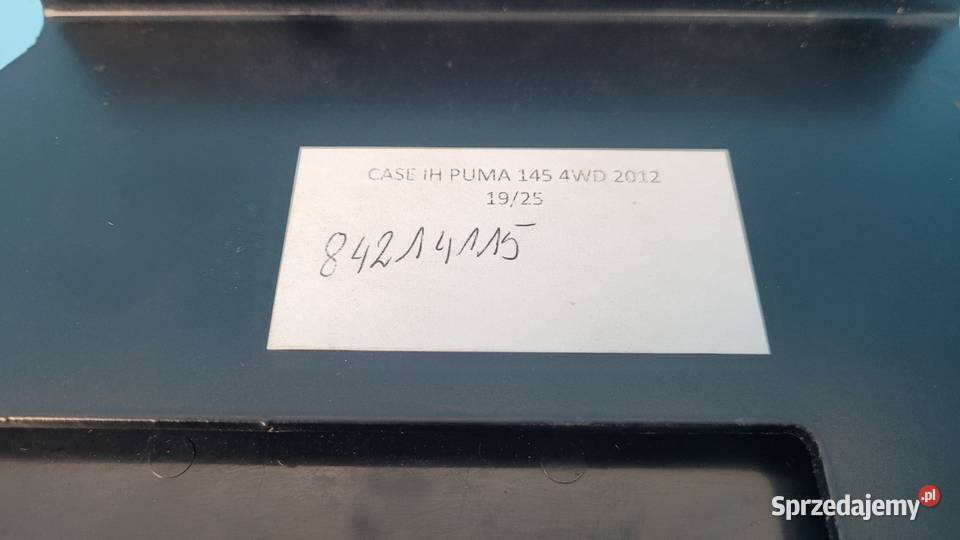 CASE IH PUMA 145 4WD 2012
19/25
84214115
Sprzedajemy.pl